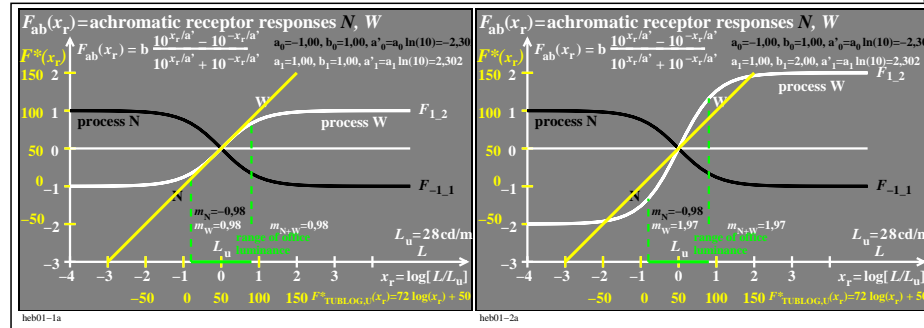 F_ab(x_r)=achromatic receptor responses N, W
F_ab(x_r) = b (10^{x_r/a'} − 10^{−x_r/a'}) / (10^{x_r/a'} + 10^{−x_r/a'})
a_0=−1,00, b_0=1,00, a'_0=a_0 ln(10)=−2,30
a_1=1,00, b_1=1,00, a'_1=a_1 ln(10)=2,302
F*(x_r)
150 2
100 1
50 0
0 −1
−50 −2
−3
process N
W
process W
F_1_2
F_−1_1
N
m_N=−0,98
m_W=0,98
m_N+W=0,98
L_u
range of office
luminance
L_u=28cd/m
L
−4 −3 −2 −1 0 1 2 3
x_r=log[L/L_u]
−50 0 50 100 150
F*_TUBLOG,U(x_r)=72 log(x_r) + 50
heb01−1a
F_ab(x_r)=achromatic receptor responses N, W
F_ab(x_r) = b (10^{x_r/a'} − 10^{−x_r/a'}) / (10^{x_r/a'} + 10^{−x_r/a'})
a_0=−1,00, b_0=1,00, a'_0=a_0 ln(10)=−2,30
a_1=1,00, b_1=2,00, a'_1=a_1 ln(10)=2,302
F*(x_r)
150 2
100 1
50 0
0 −1
−50 −2
−3
process N
W
process W
F_1_2
F_−1_1
N
m_N=−0,98
m_W=1,97
m_N+W=1,97
L_u
range of office
luminance
L_u=28cd/m
L
−4 −3 −2 −1 0 1 2 3
x_r=log[L/L_u]
−50 0 50 100 150
F*_TUBLOG,U(x_r)=72 log(x_r) + 50
heb01−2a